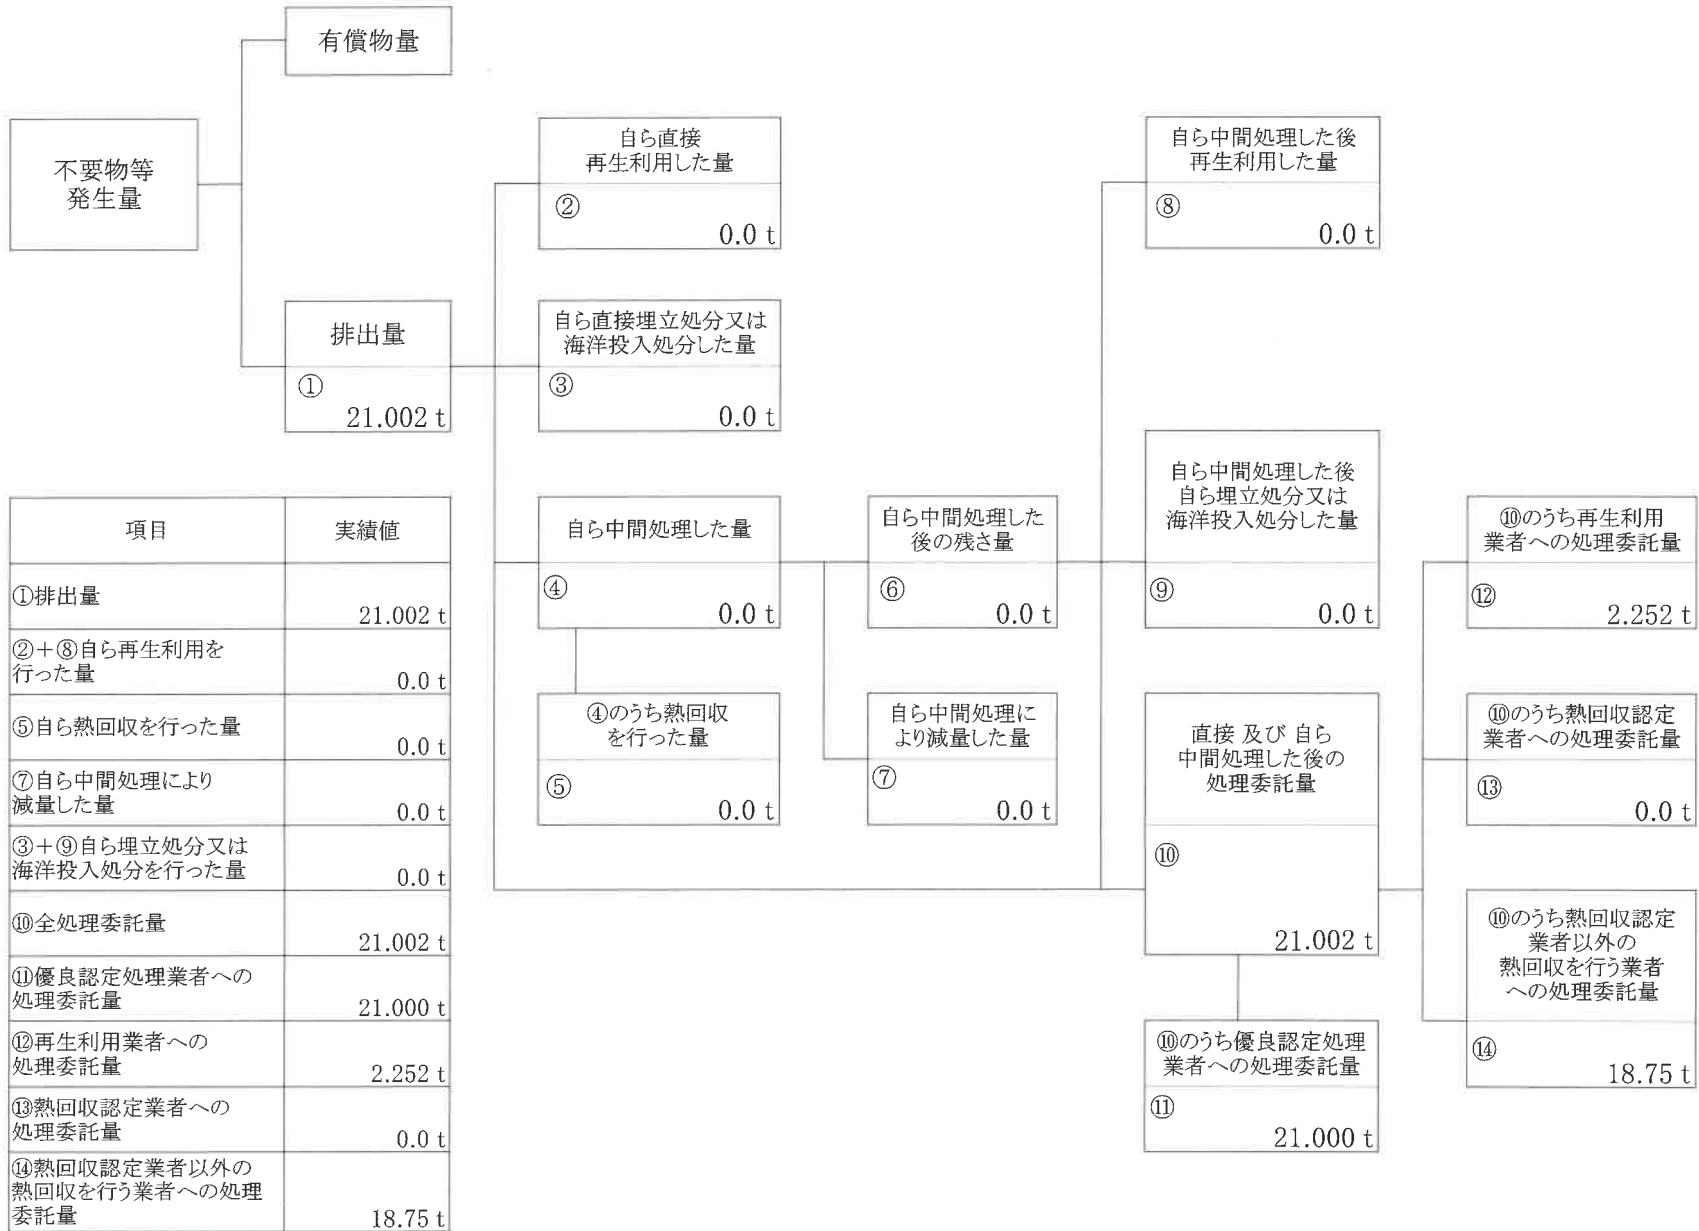 有償物量
不要物等
発生量
排出量
①
21.002 t
自ら直接
再生利用した量
②
0.0 t
自ら直接埋立処分又は
海洋投入処分した量
③
0.0 t
自ら中間処理した量
④
0.0 t
④のうち熱回収
を行った量
⑤
0.0 t
自ら中間処理した
後の残さ量
⑥
0.0 t
自ら中間処理に
より減量した量
⑦
0.0 t
自ら中間処理した後
再生利用した量
⑧
0.0 t
自ら中間処理した後
自ら埋立処分又は
海洋投入処分した量
⑨
0.0 t
直接 及び 自ら
中間処理した後の
処理委託量
⑩
21.002 t
⑩のうち優良認定処理
業者への処理委託量
⑪
21.000 t
⑩のうち再生利用
業者への処理委託量
⑫
2.252 t
⑩のうち熱回収認定
業者への処理委託量
⑬
0.0 t
⑩のうち熱回収認定
業者以外の
熱回収を行う業者
への処理委託量
⑭
18.75 t
項目 実績値
①排出量
21.002 t
②+⑧自ら再生利用を
行った量
0.0 t
⑤自ら熱回収を行った量
0.0 t
⑦自ら中間処理により
減量した量
0.0 t
③+⑨自ら埋立処分又は
海洋投入処分を行った量
0.0 t
⑩全処理委託量
21.002 t
⑪優良認定処理業者への
処理委託量
21.000 t
⑫再生利用業者への
処理委託量
2.252 t
⑬熱回収認定業者への
処理委託量
0.0 t
⑭熱回収認定業者以外の
熱回収を行う業者への処理
委託量
18.75 t